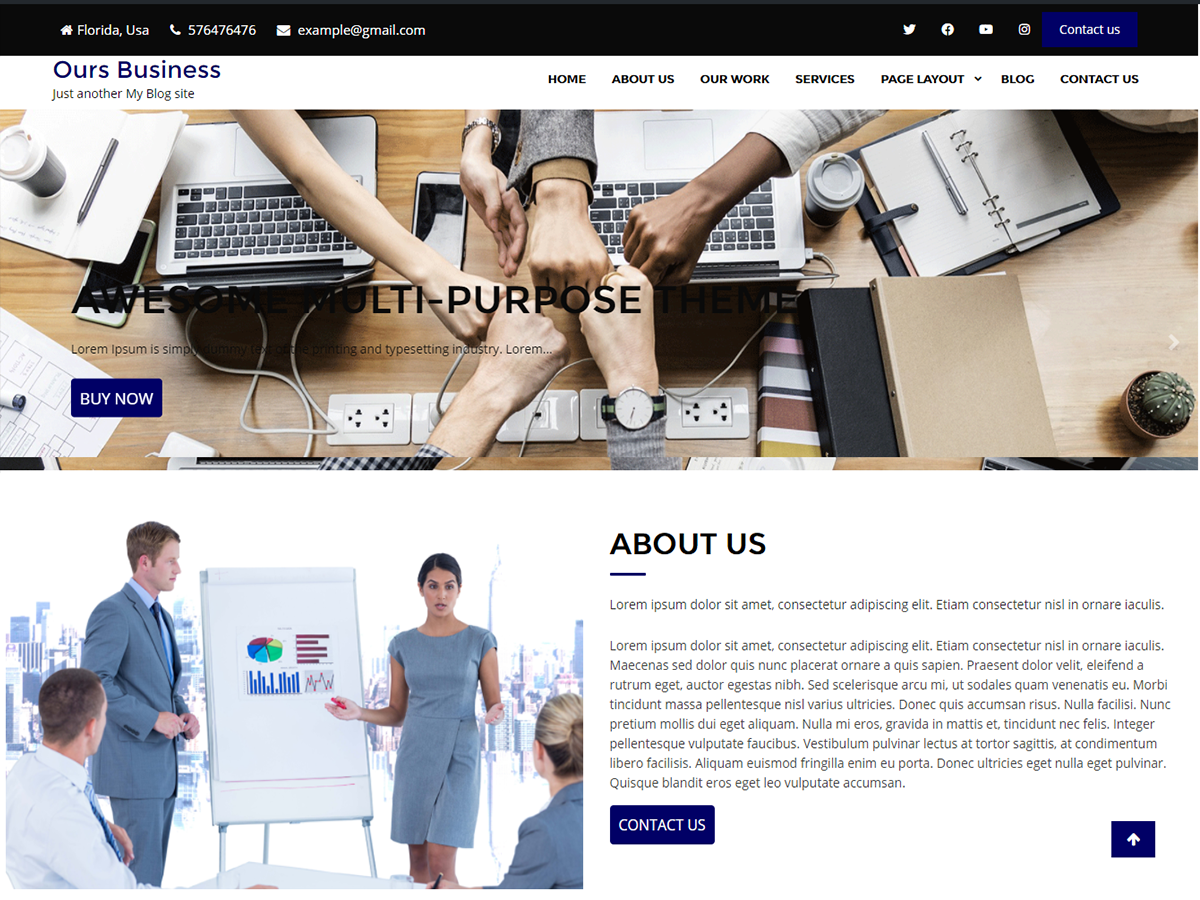 Florida, Usa 576476476 example@gmail.com Contact us
Ours Business
Just another My Blog site
HOME ABOUT US OUR WORK SERVICES PAGE LAYOUT BLOG CONTACT US
AWESOME MULTI-PURPOSE THEME
Lorem Ipsum is simply dummy text of the printing and typesetting industry. Lorem...
BUY NOW
ABOUT US
Lorem ipsum dolor sit amet, consectetur adipiscing elit. Etiam consectetur nisl in ornare iaculis.
Lorem ipsum dolor sit amet, consectetur adipiscing elit. Etiam consectetur nisl in ornare iaculis.
Maecenas sed dolor quis nunc placerat ornare a quis sapien. Praesent dolor velit, eleifend a
rutrum eget, auctor egestas nibh. Sed scelerisque arcu mi, ut sodales quam venenatis eu. Morbi
tincidunt massa pellentesque nisl varius ultricies. Donec quis accumsan risus. Nulla facilisi. Nunc
pretium mollis dui eget aliquam. Nulla mi eros, gravida in mattis et, tincidunt nec felis. Integer
pellentesque vulputate faucibus. Vestibulum pulvinar lectus at tortor sagittis, at condimentum
libero facilisis. Aliquam euismod fringilla enim eu porta. Donec ultricies eget nulla eget pulvinar.
Quisque blandit eros eget leo vulputate accumsan.
CONTACT US